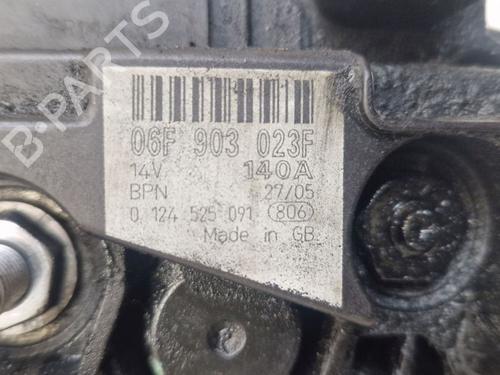 B-PARTS
06F 903 023F
14V 140A
BPN 27/05
0 124 525 091 (806)
Made in GB